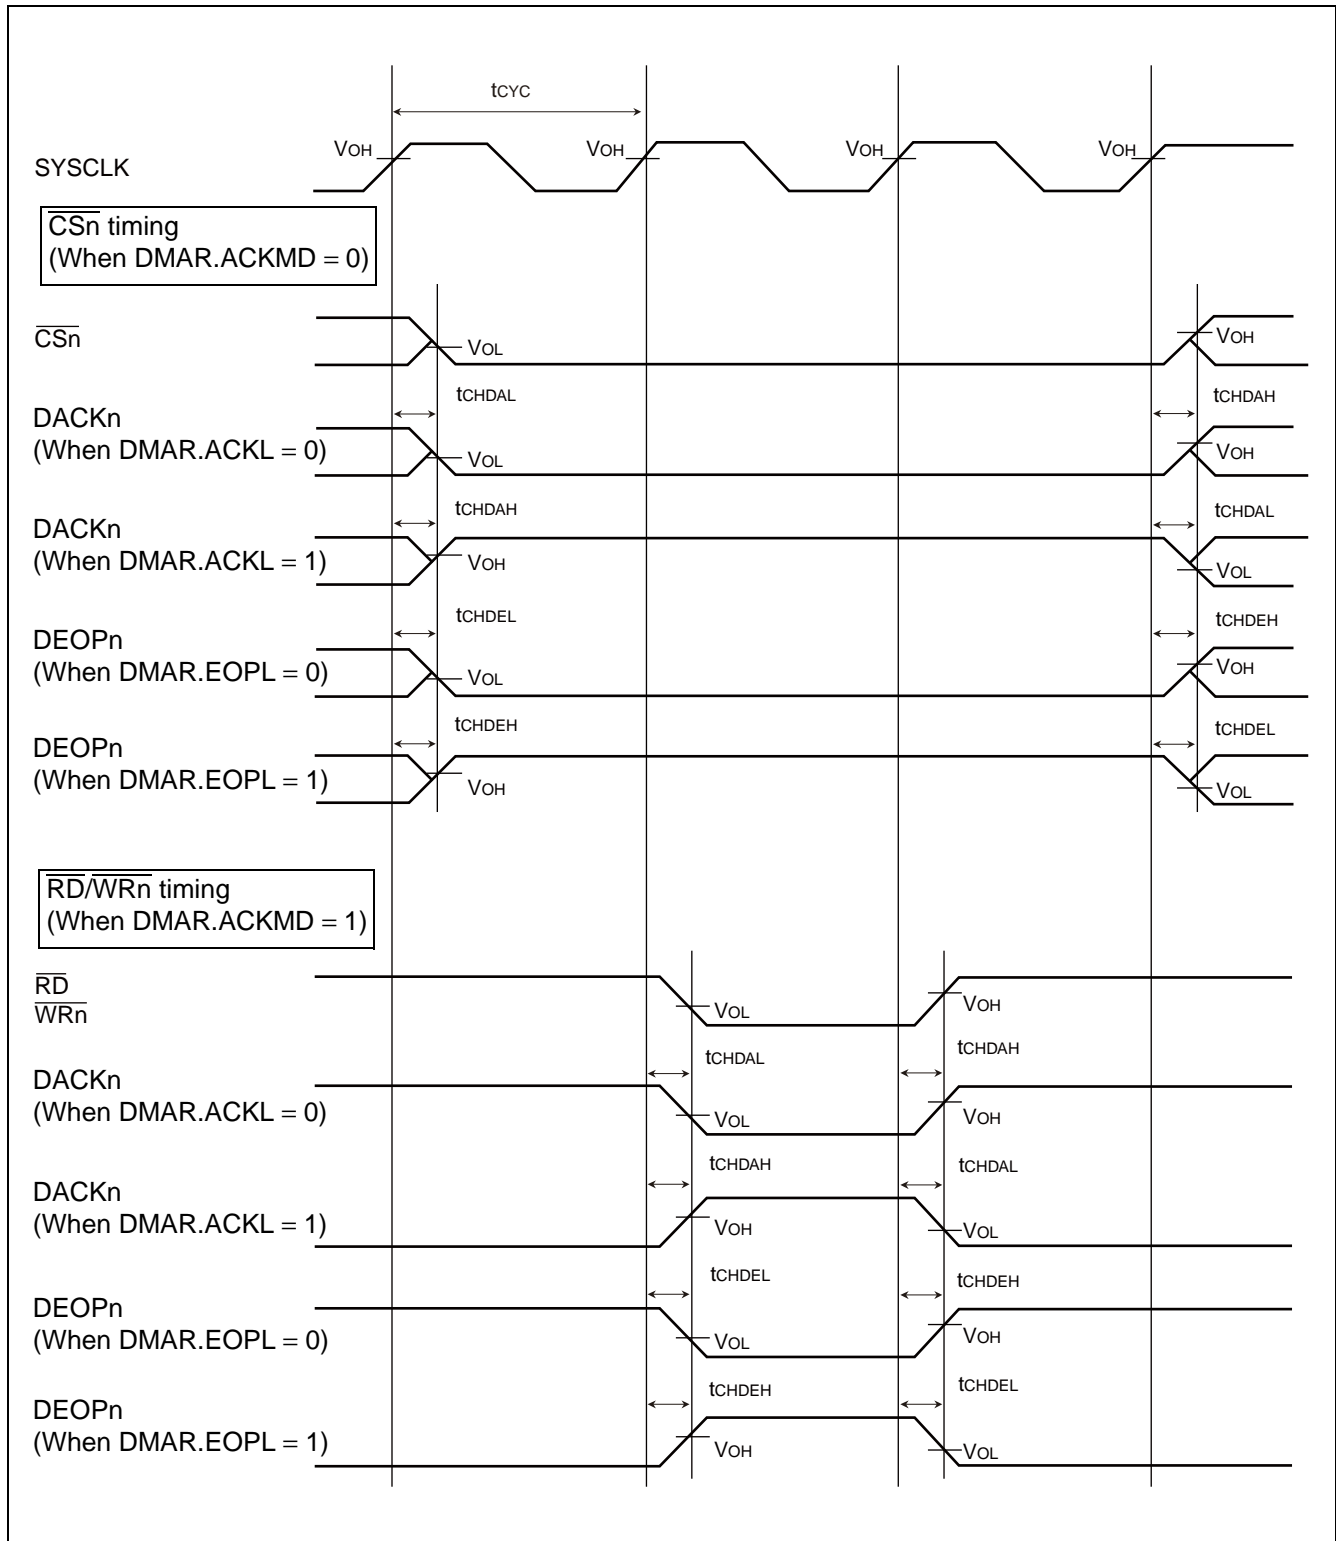 tCYC
VOH VOH VOH VOH
SYSCLK
CSn timing
(When DMAR.ACKMD = 0)
CSn VOL VOH
tCHDAL tCHDAH
DACKn
(When DMAR.ACKL = 0) VOL VOH
tCHDAH tCHDAL
DACKn
(When DMAR.ACKL = 1) VOH VOL
tCHDEL tCHDEH
DEOPn
(When DMAR.EOPL = 0) VOL VOH
tCHDEH tCHDEL
DEOPn
(When DMAR.EOPL = 1) VOH VOL
RD/WRn timing
(When DMAR.ACKMD = 1)
RD
WRn VOL VOH
tCHDAL tCHDAH
DACKn
(When DMAR.ACKL = 0) VOL VOH
tCHDAH tCHDAL
DACKn
(When DMAR.ACKL = 1) VOH VOL
tCHDEL tCHDEH
DEOPn
(When DMAR.EOPL = 0) VOL VOH
tCHDEH tCHDEL
DEOPn
(When DMAR.EOPL = 1) VOH VOL